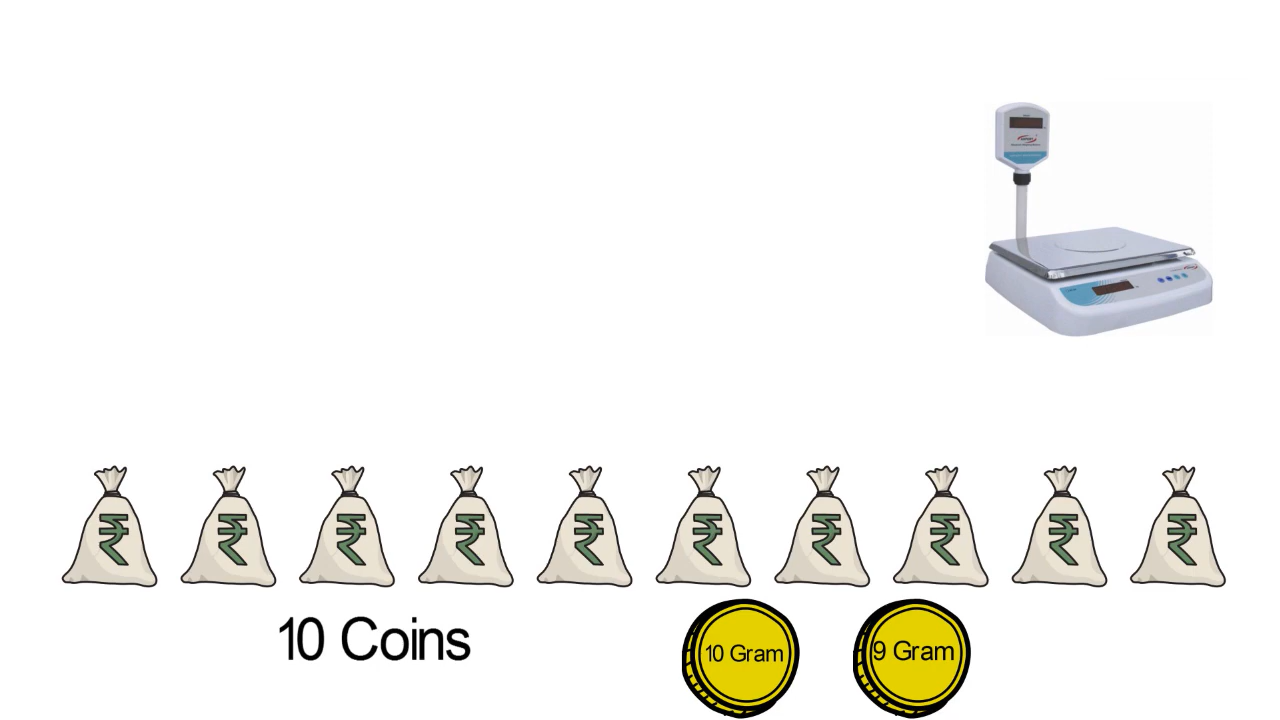 ₹ ₹ ₹ ₹ ₹ ₹ ₹ ₹ ₹ ₹
10 Coins
10 Gram
9 Gram